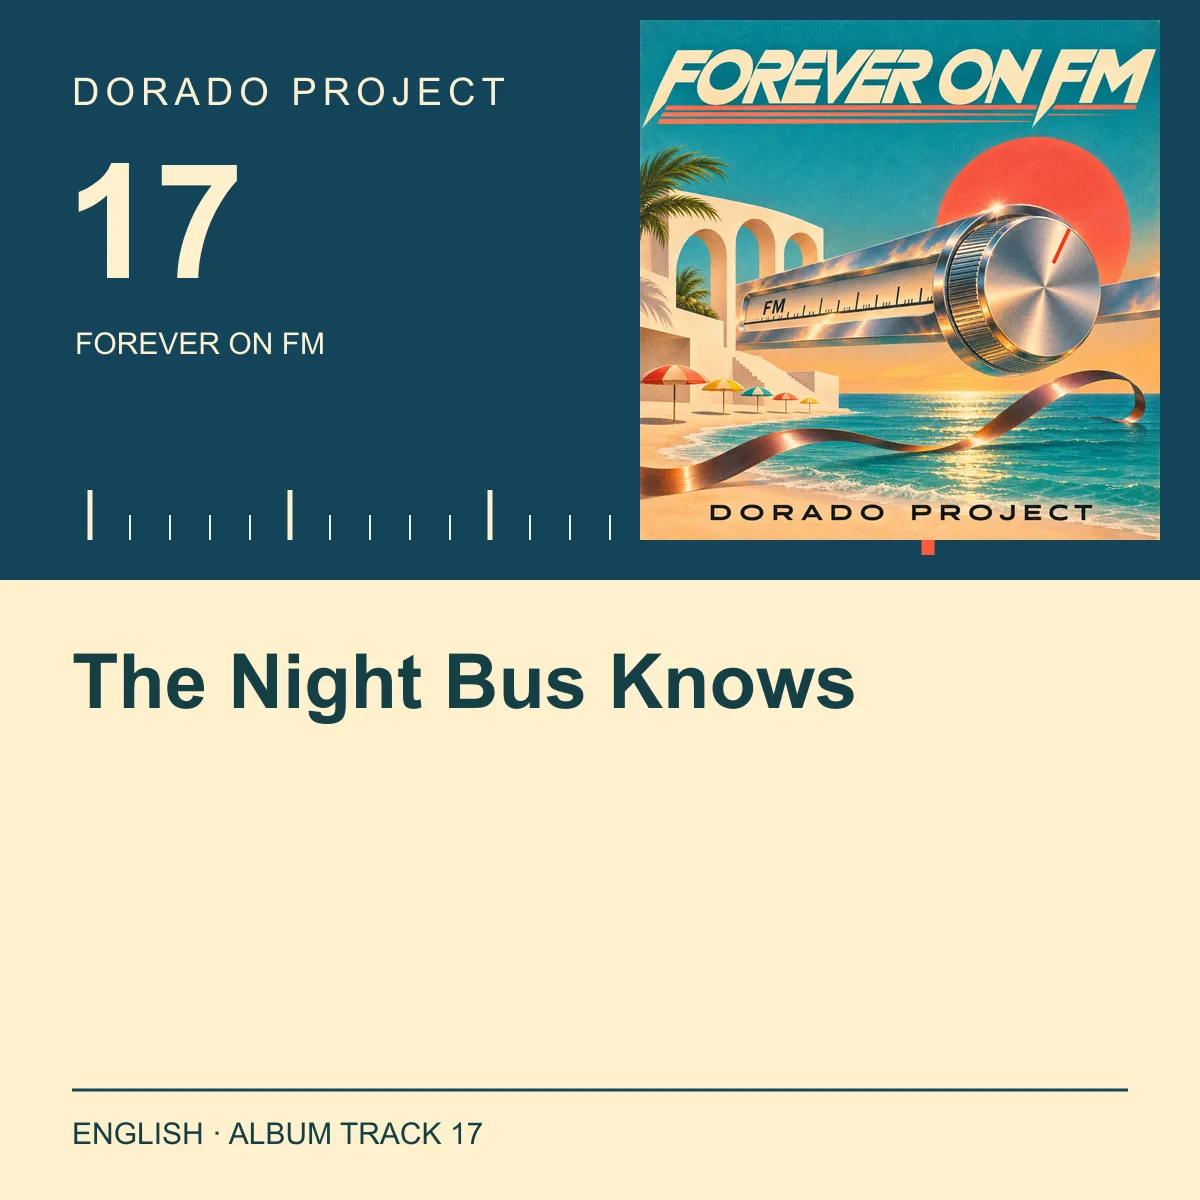 DORADO PROJECT
17
FOREVER ON FM
FOREVER ON FM
FM
DORADO PROJECT
The Night Bus Knows
ENGLISH · ALBUM TRACK 17